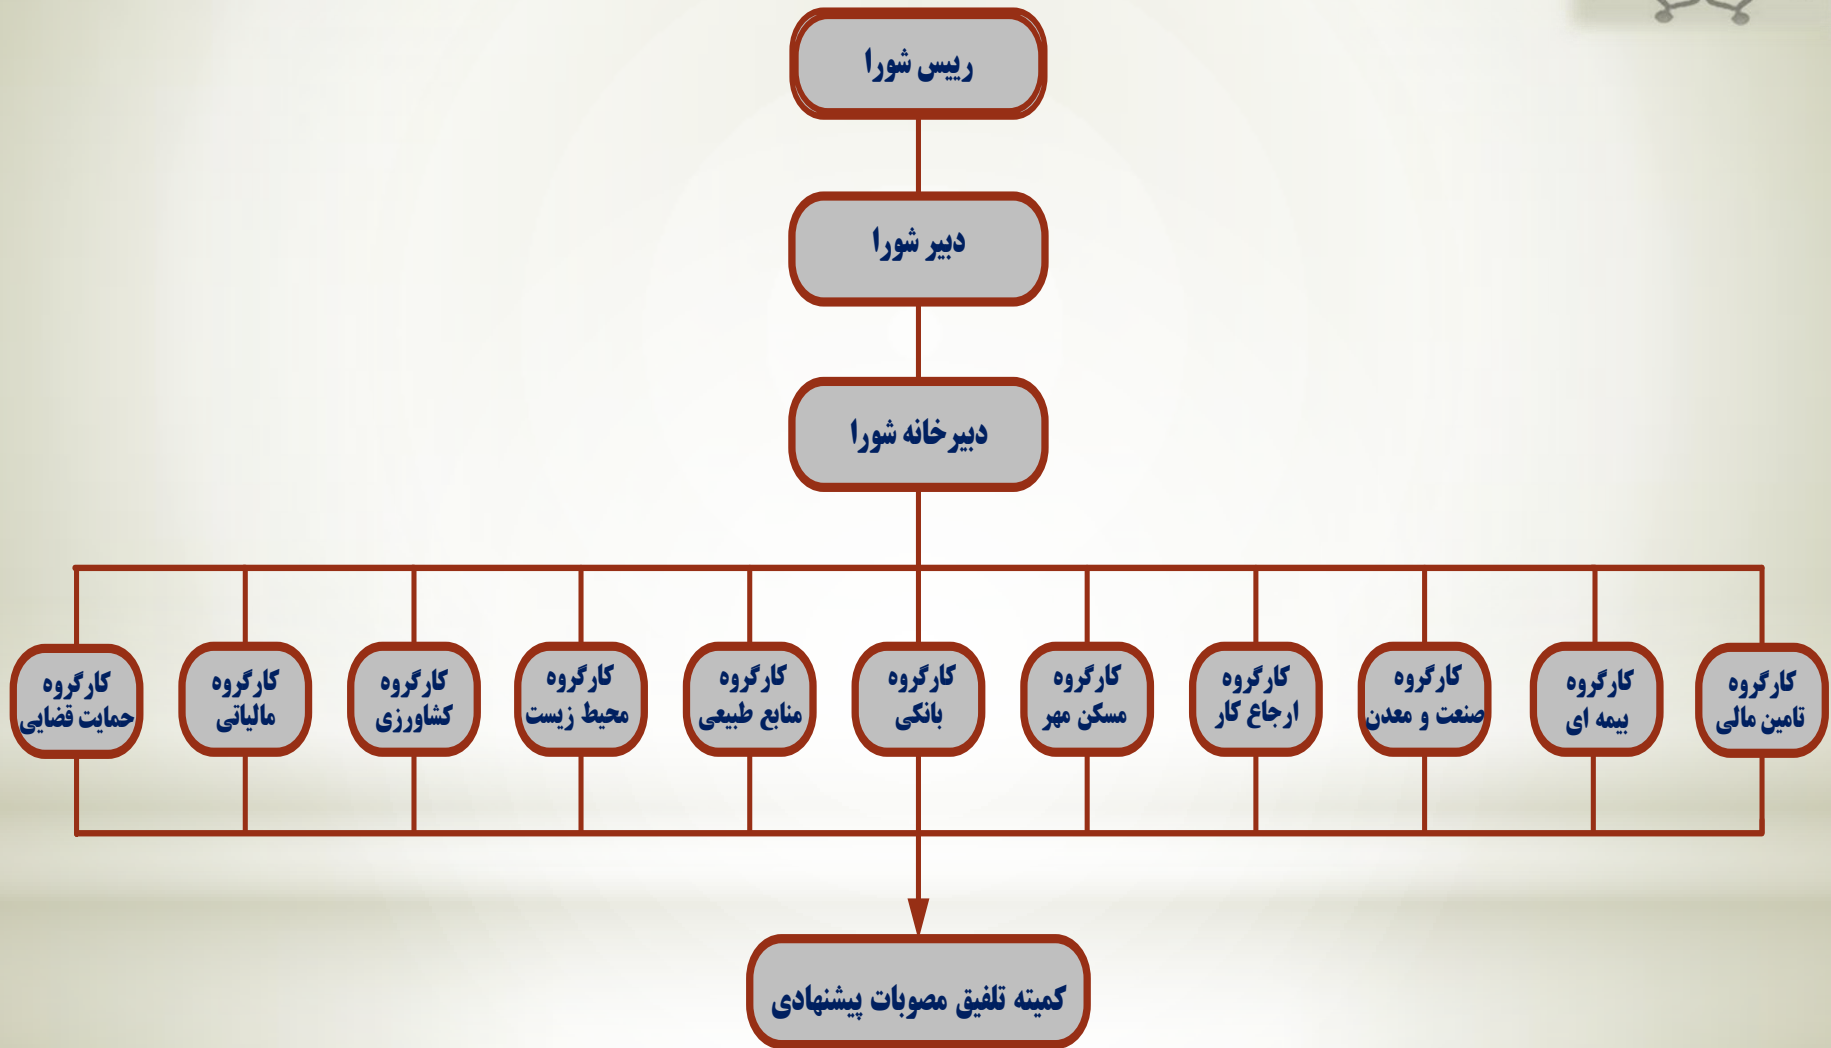 رییس شورا
دبیر شورا
دبیرخانه شورا
کارگروه
تامین مالی
کارگروه
بیمه ای
کارگروه
صنعت و معدن
کارگروه
ارجاع کار
کارگروه
مسکن مهر
کارگروه
بانکی
کارگروه
منابع طبیعی
کارگروه
محیط زیست
کارگروه
کشاورزی
کارگروه
مالیاتی
کارگروه
حمایت قضایی
کمیته تلفیق مصوبات پیشنهادی